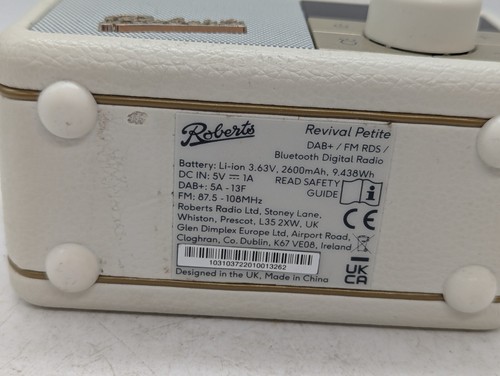 Roberts
Revival Petite
DAB+ / FM RDS /
Bluetooth Digital Radio
Battery: Li-ion 3.63V, 2600mAh, 9.438Wh
DC IN: 5V ⎓ 1A
READ SAFETY
GUIDE
DAB+: 5A - 13F
FM: 87.5 - 108MHz
Roberts Radio Ltd, Stoney Lane,
Whiston, Prescot, L35 2XW, UK
Glen Dimplex Europe Ltd, Airport Road,
Cloghran, Co. Dublin, K67 VE08, Ireland
CE
UK
CA
103103722010013262
Designed in the UK, Made in China